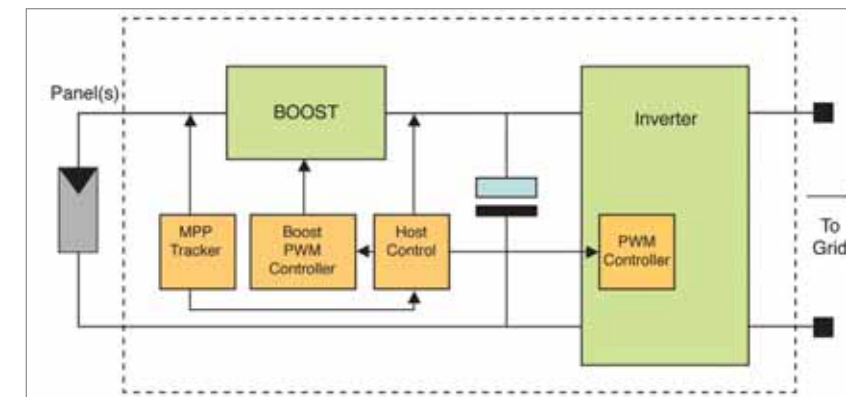 Panel(s)
BOOST
Inverter
MPP
Tracker
Boost
PWM
Controller
Host
Control
PWM
Controller
To
Grid